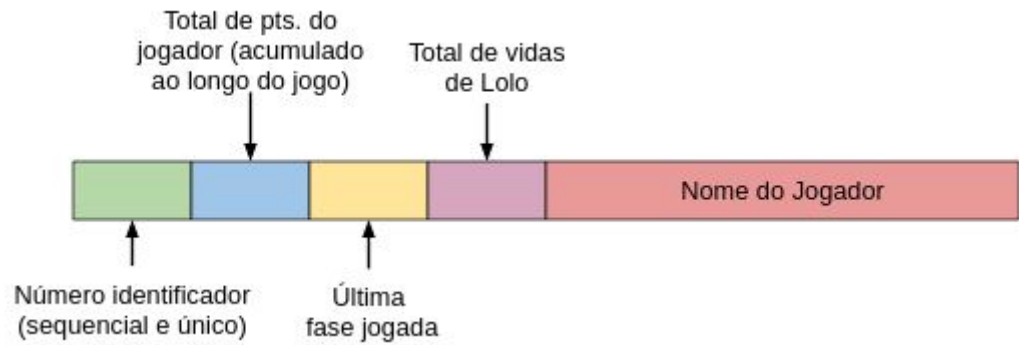 Total de pts. do
jogador (acumulado
ao longo do jogo)
Total de vidas
de Lolo
Nome do Jogador
Número identificador
(sequencial e único)
Última
fase jogada